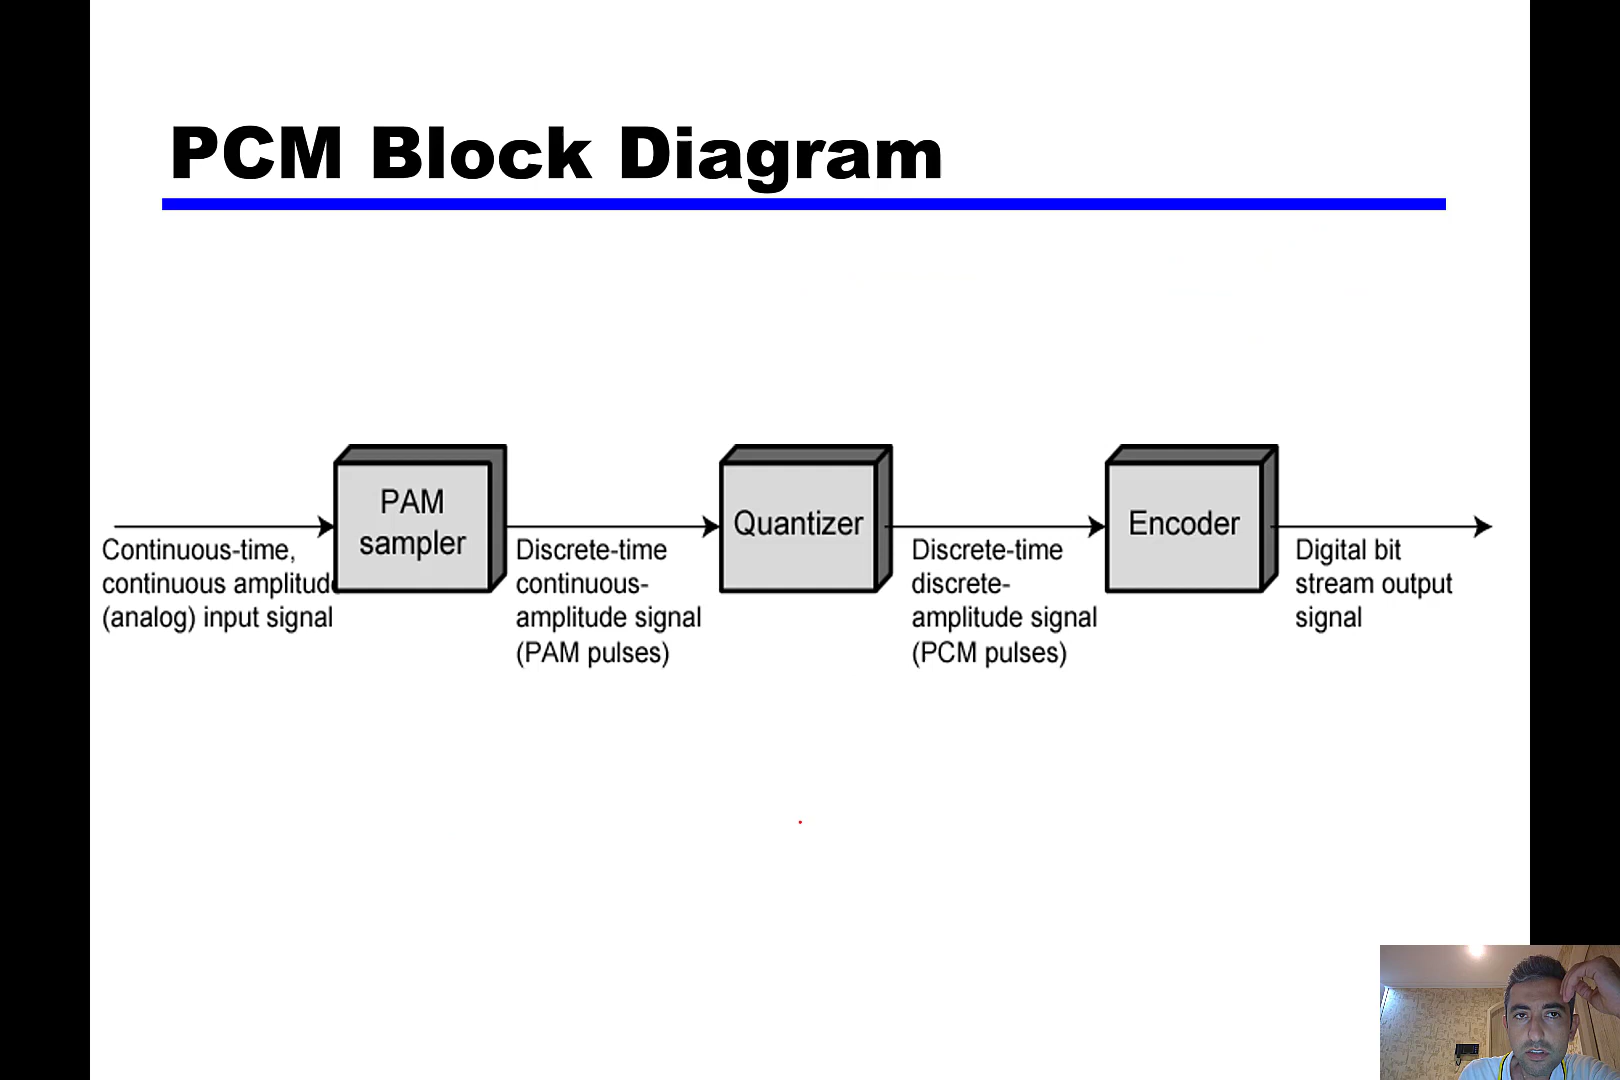 PCM Block Diagram
PAM
sampler
Quantizer
Encoder
Continuous-time,
continuous amplitude
(analog) input signal
Discrete-time
continuous-
amplitude signal
(PAM pulses)
Discrete-time
discrete-
amplitude signal
(PCM pulses)
Digital bit
stream output
signal